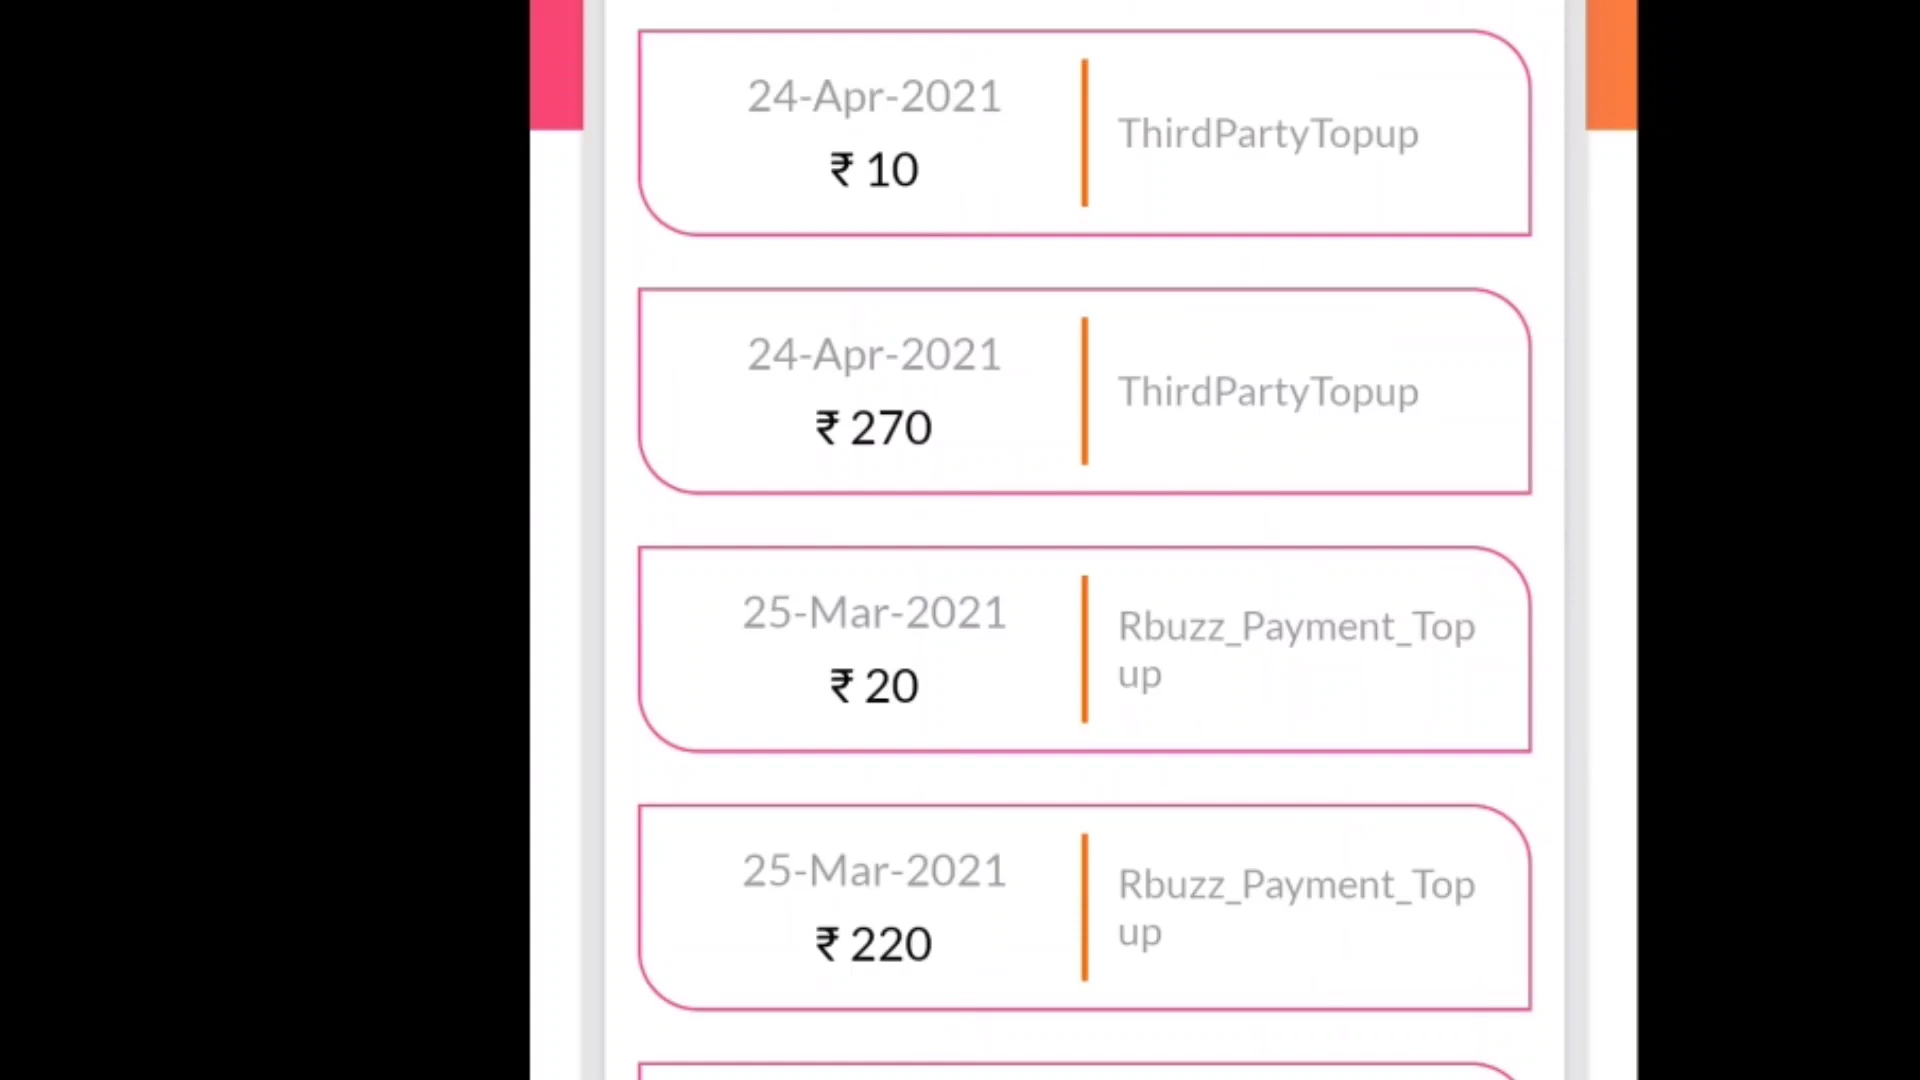 24-Apr-2021
₹ 10
ThirdPartyTopup
24-Apr-2021
₹ 270
ThirdPartyTopup
25-Mar-2021
₹ 20
Rbuzz_Payment_Top
up
25-Mar-2021
₹ 220
Rbuzz_Payment_Top
up